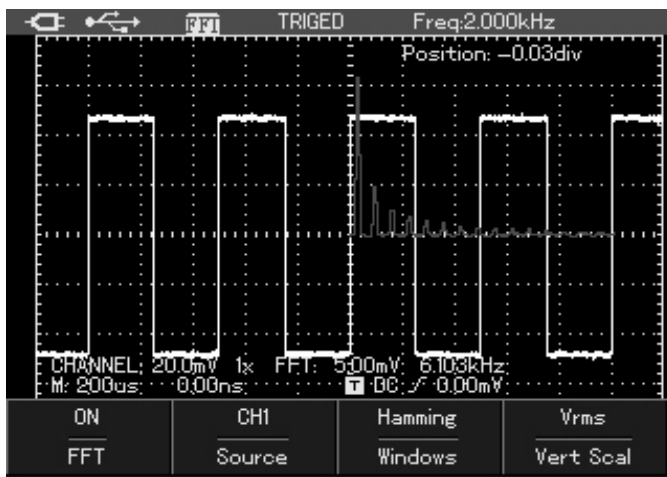 FFT TRIGED Freq:2.000kHz
Position: -0.03div
CHANNEL: 20.0mV 1x FFT: 5.00mV 6.103kHz
M: 200us 0.00ns T DC 0.00mV
ON CH1 Hamming Vrms
FFT Source Windows Vert Scal